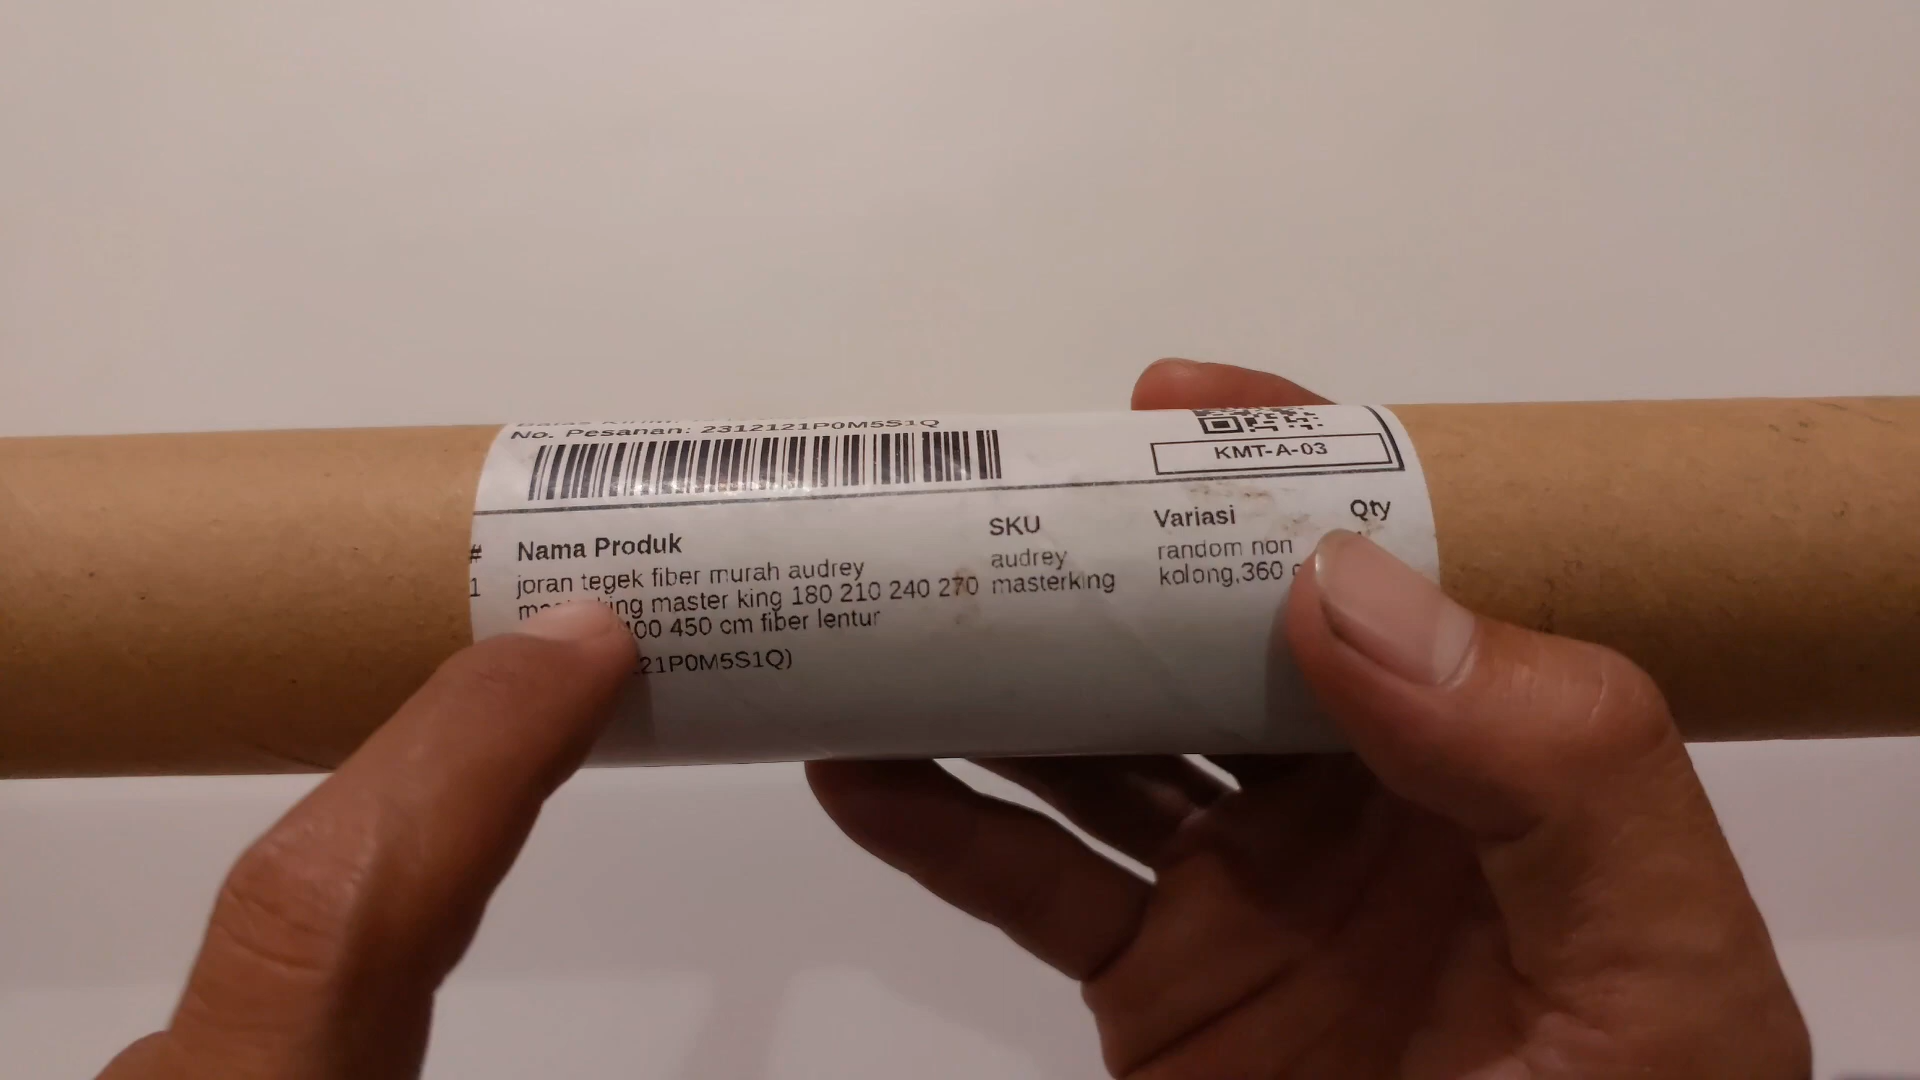 No. Pesanan: 2312121P0M5S1Q
KMT-A-03
# Nama Produk SKU Variasi Qty
1 joran tegek fiber murah audrey audrey random non
master king 180 210 240 270 masterking kolong,360
400 450 cm fiber lentur
21P0M5S1Q)